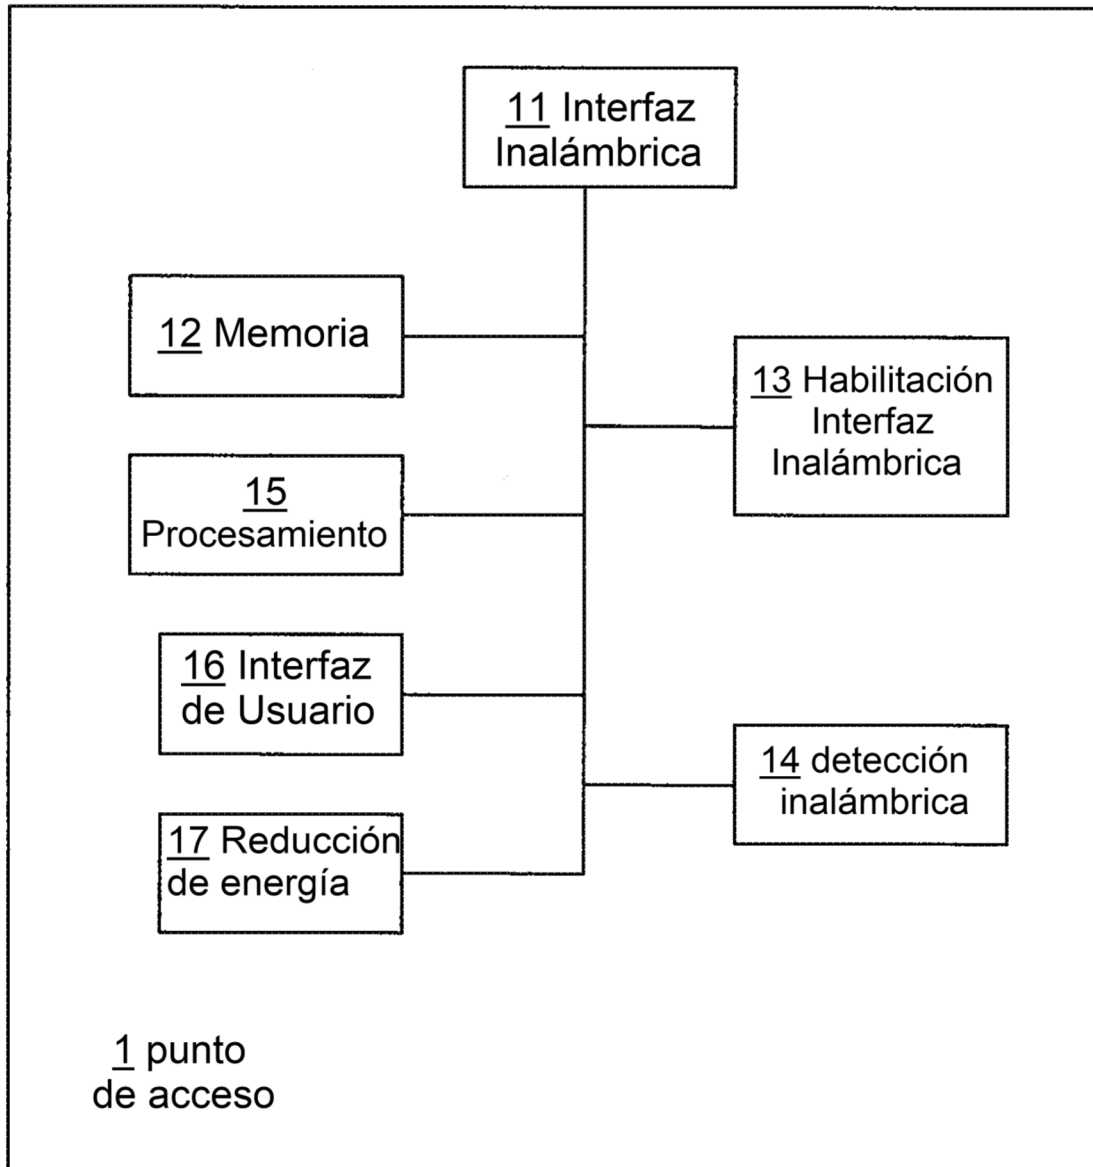 11 Interfaz
Inalámbrica
12 Memoria
13 Habilitación
Interfaz
Inalámbrica
15
Procesamiento
16 Interfaz
de Usuario
14 detección
inalámbrica
17 Reducción
de energía
1 punto
de acceso